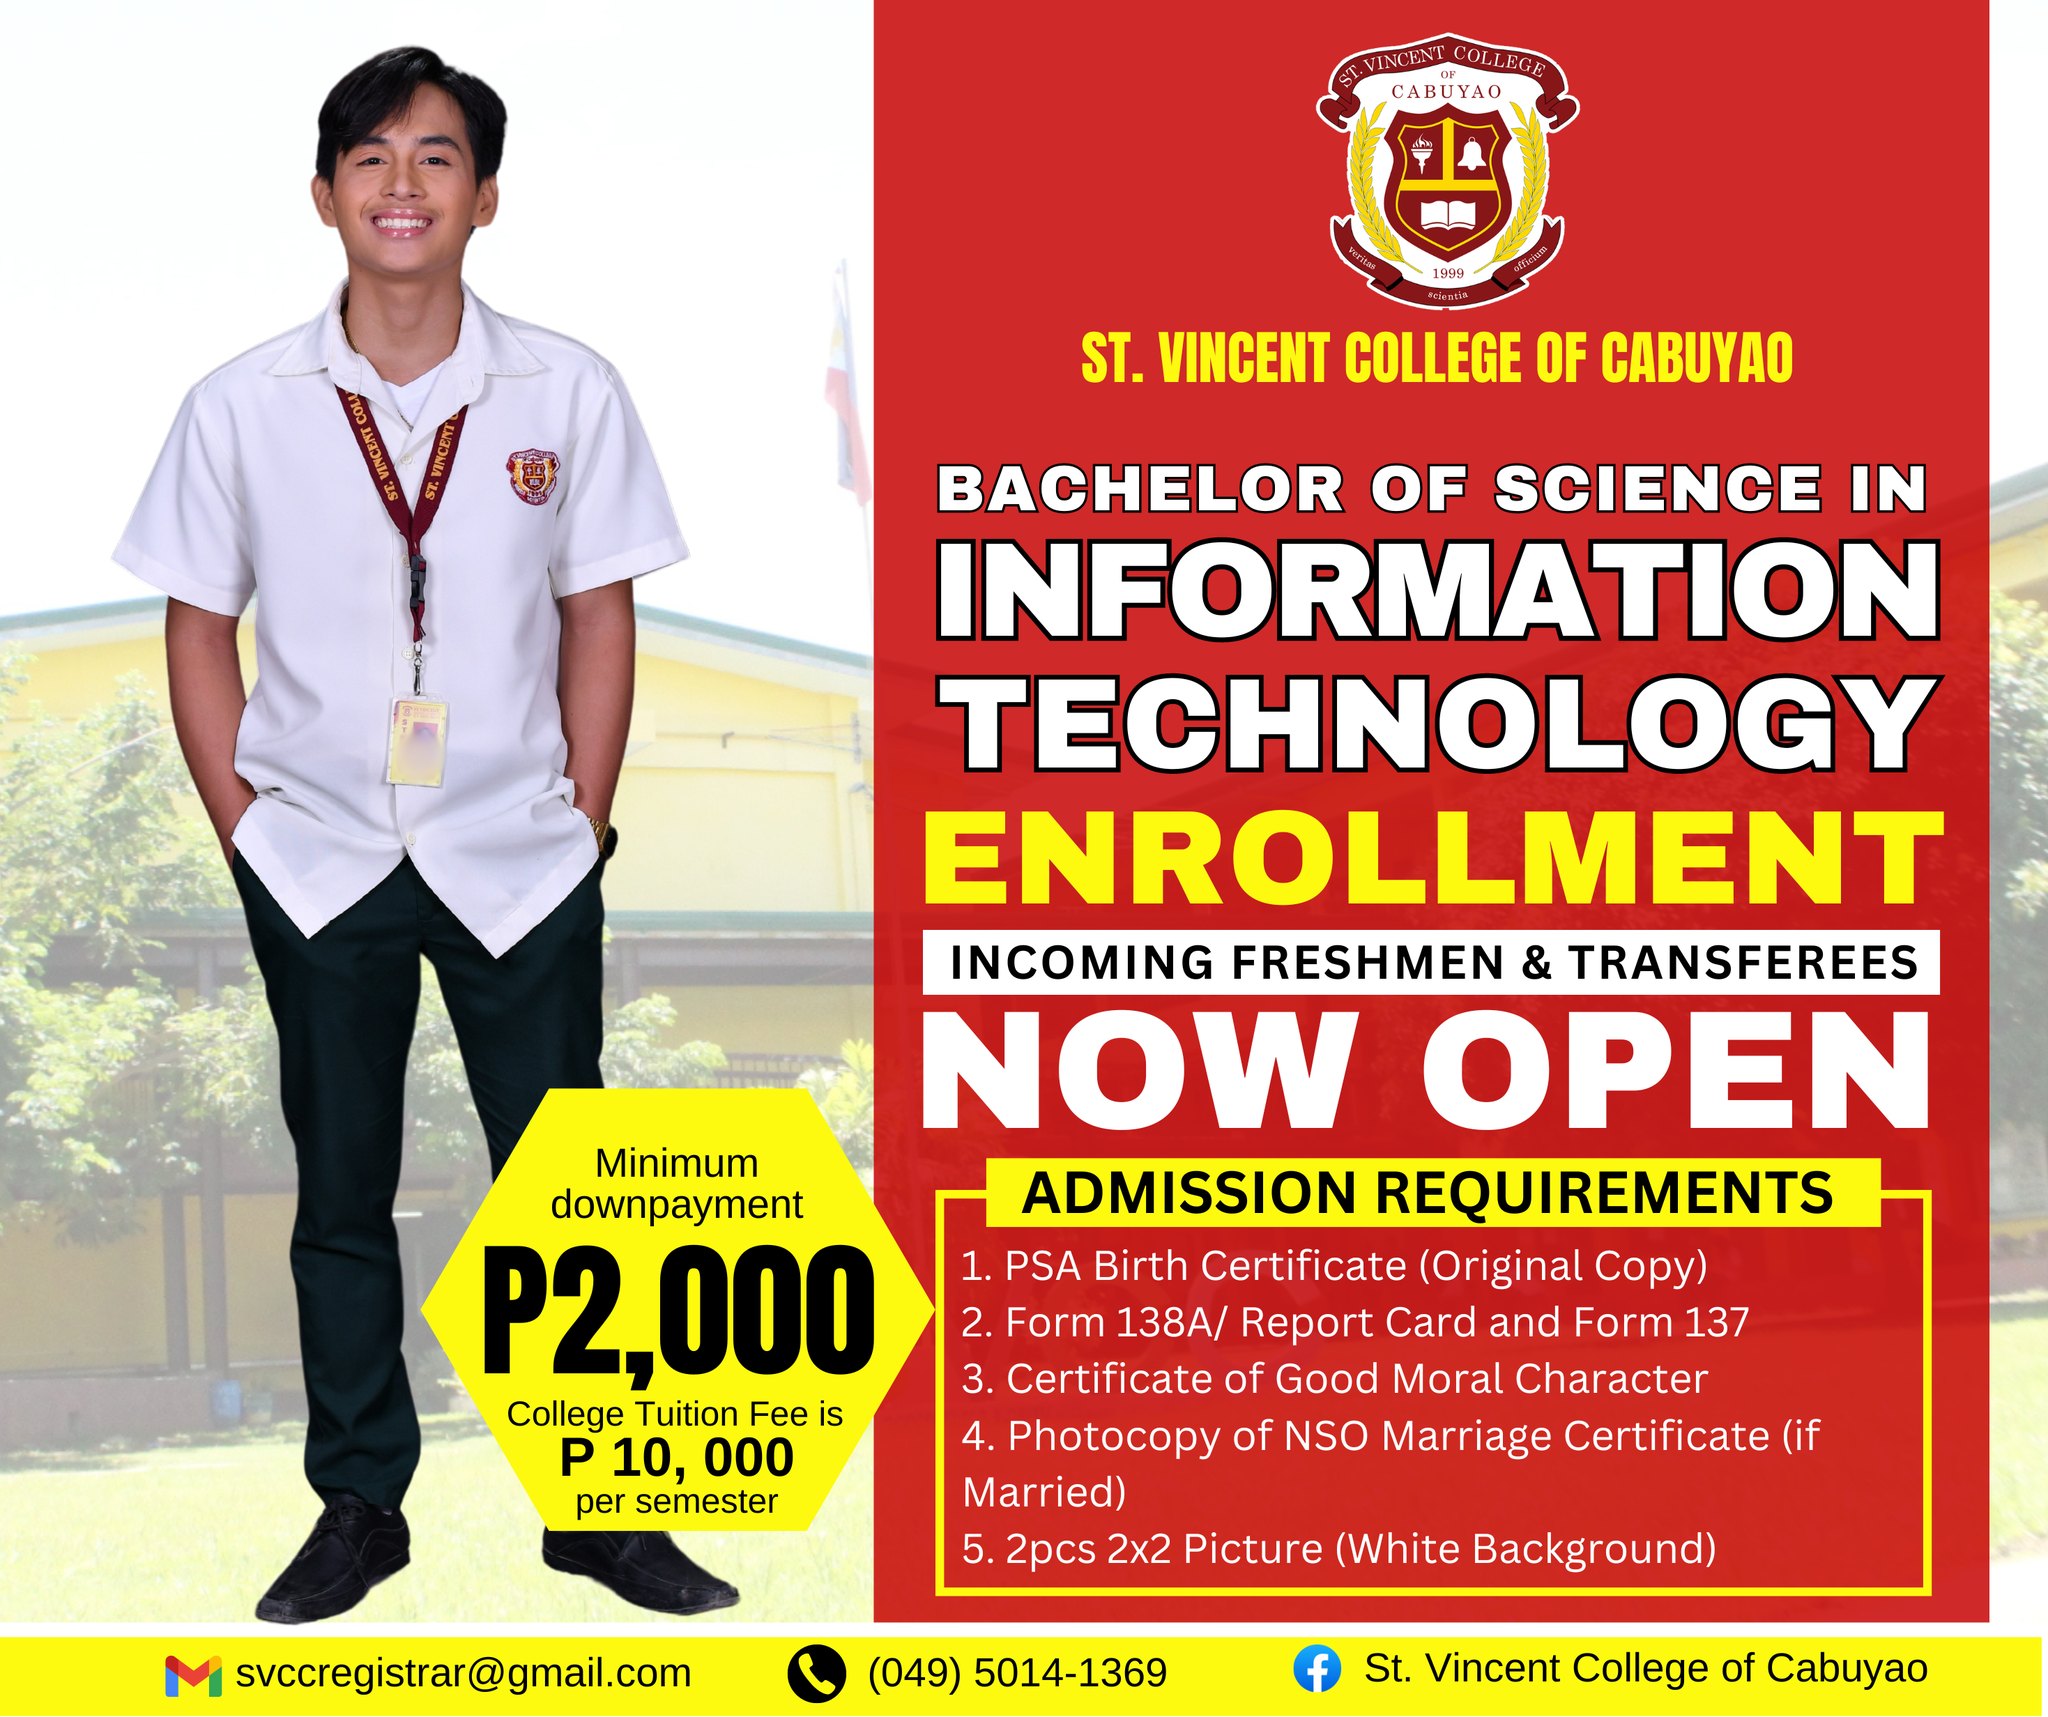 ST. VINCENT COLLEGE
OF
CABUYAO
veritas
1999
officium
scientia
ST. VINCENT COLLEGE OF CABUYAO
BACHELOR OF SCIENCE IN
INFORMATION
TECHNOLOGY
ENROLLMENT
INCOMING FRESHMEN & TRANSFEREES
NOW OPEN
ADMISSION REQUIREMENTS
1. PSA Birth Certificate (Original Copy)
2. Form 138A/ Report Card and Form 137
3. Certificate of Good Moral Character
4. Photocopy of NSO Marriage Certificate (if
Married)
5. 2pcs 2x2 Picture (White Background)
ST. VINCENT COLL
ST. VINCENT C
Minimum
downpayment
P2,000
College Tuition Fee is
P 10, 000
per semester
svccregistrar@gmail.com
(049) 5014-1369
St. Vincent College of Cabuyao